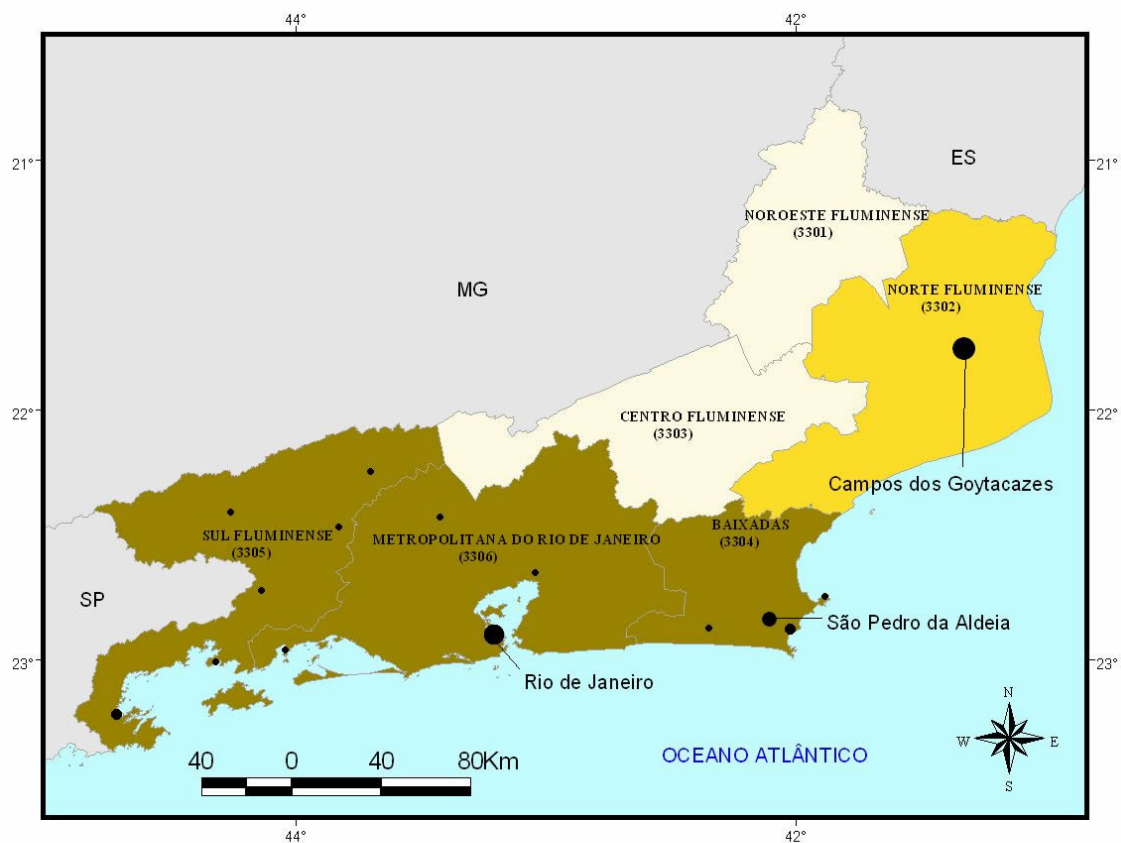 44°
42°
21°
21°
ES
NOROESTE FLUMINENSE
(3301)
MG
NORTE FLUMINENSE
(3302)
22°
22°
CENTRO FLUMINENSE
(3303)
Campos dos Goytacazes
SUL FLUMINENSE
(3305)
METROPOLITANA DO RIO DE JANEIRO
(3306)
BAIXADAS
(3304)
SP
São Pedro da Aldeia
23°
23°
Rio de Janeiro
N
W
E
S
40 0 40 80Km
OCEANO ATLÂNTICO
44°
42°